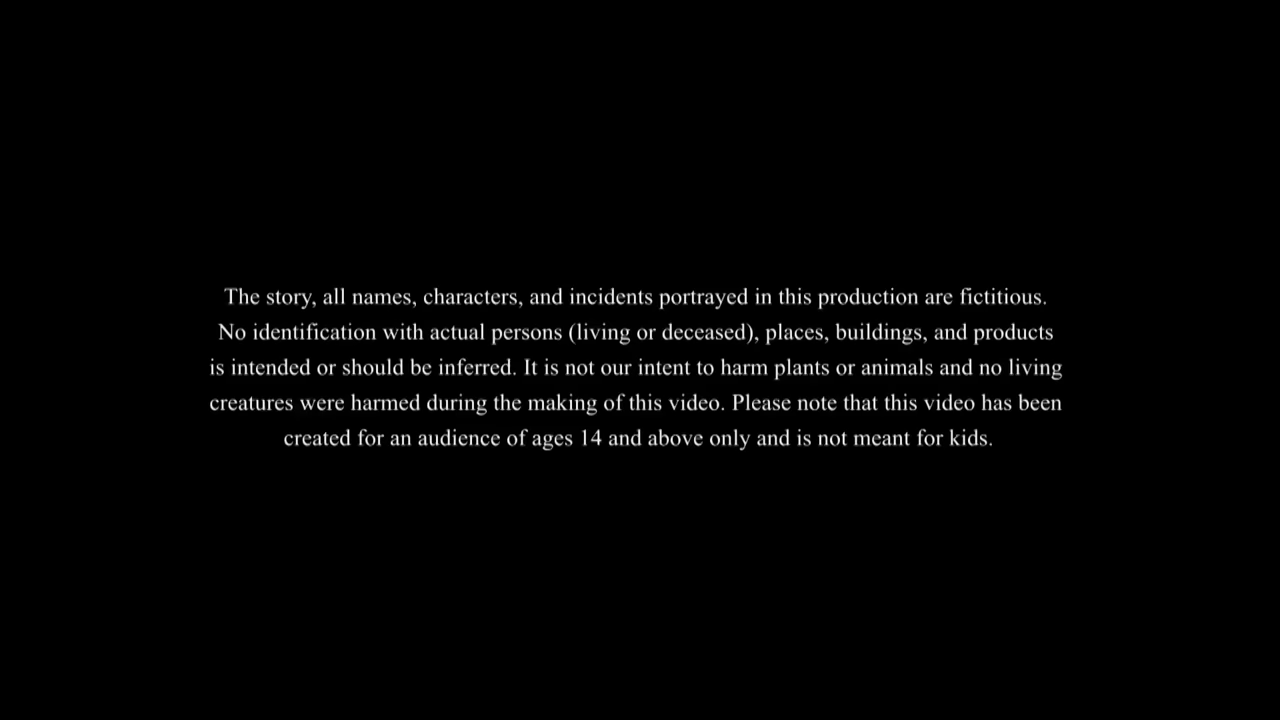 The story, all names, characters, and incidents portrayed in this production are fictitious.
No identification with actual persons (living or deceased), places, buildings, and products
is intended or should be inferred. It is not our intent to harm plants or animals and no living
creatures were harmed during the making of this video. Please note that this video has been
created for an audience of ages 14 and above only and is not meant for kids.